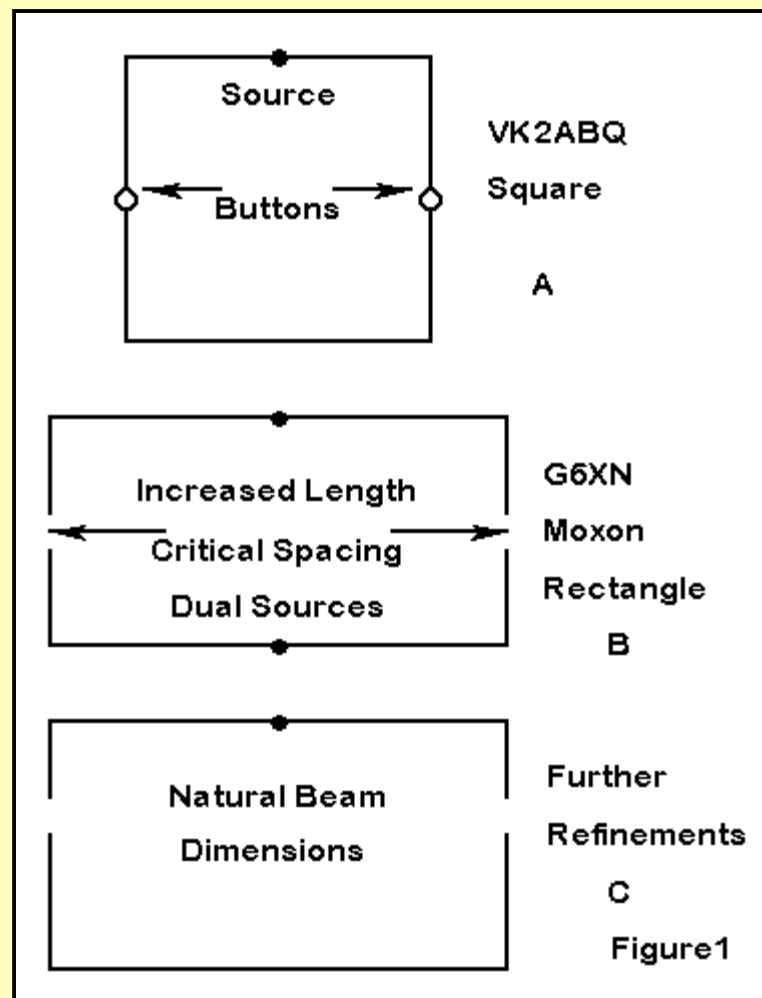 Source
Buttons
VK2ABQ
Square
A
Increased Length
Critical Spacing
Dual Sources
G6XN
Moxon
Rectangle
B
Natural Beam
Dimensions
Further
Refinements
C
Figure1